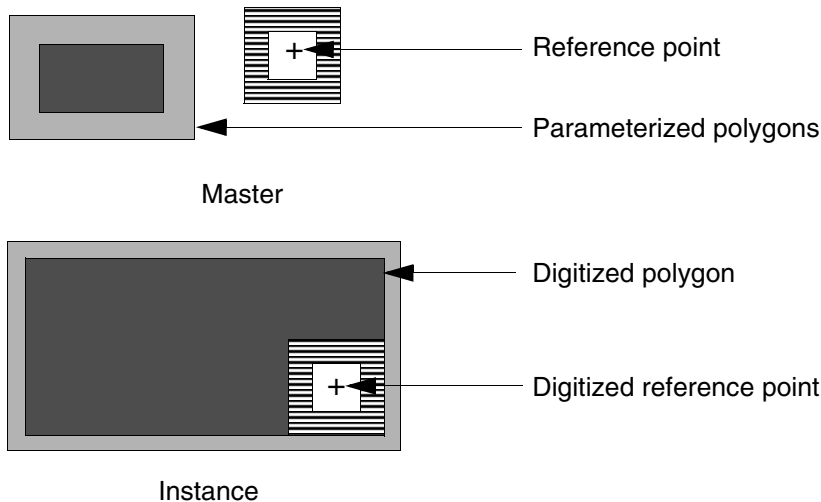 Reference point
Parameterized polygons
Master
Digitized polygon
Digitized reference point
Instance